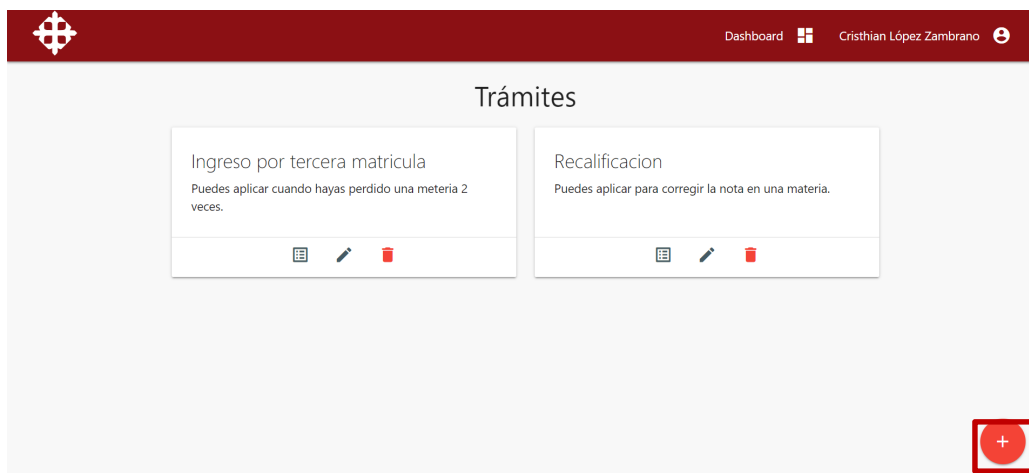 Dashboard
Cristhian López Zambrano
Trámites
Ingreso por tercera matricula
Puedes aplicar cuando hayas perdido una meteria 2
veces.
Recalificacion
Puedes aplicar para corregir la nota en una materia.
+